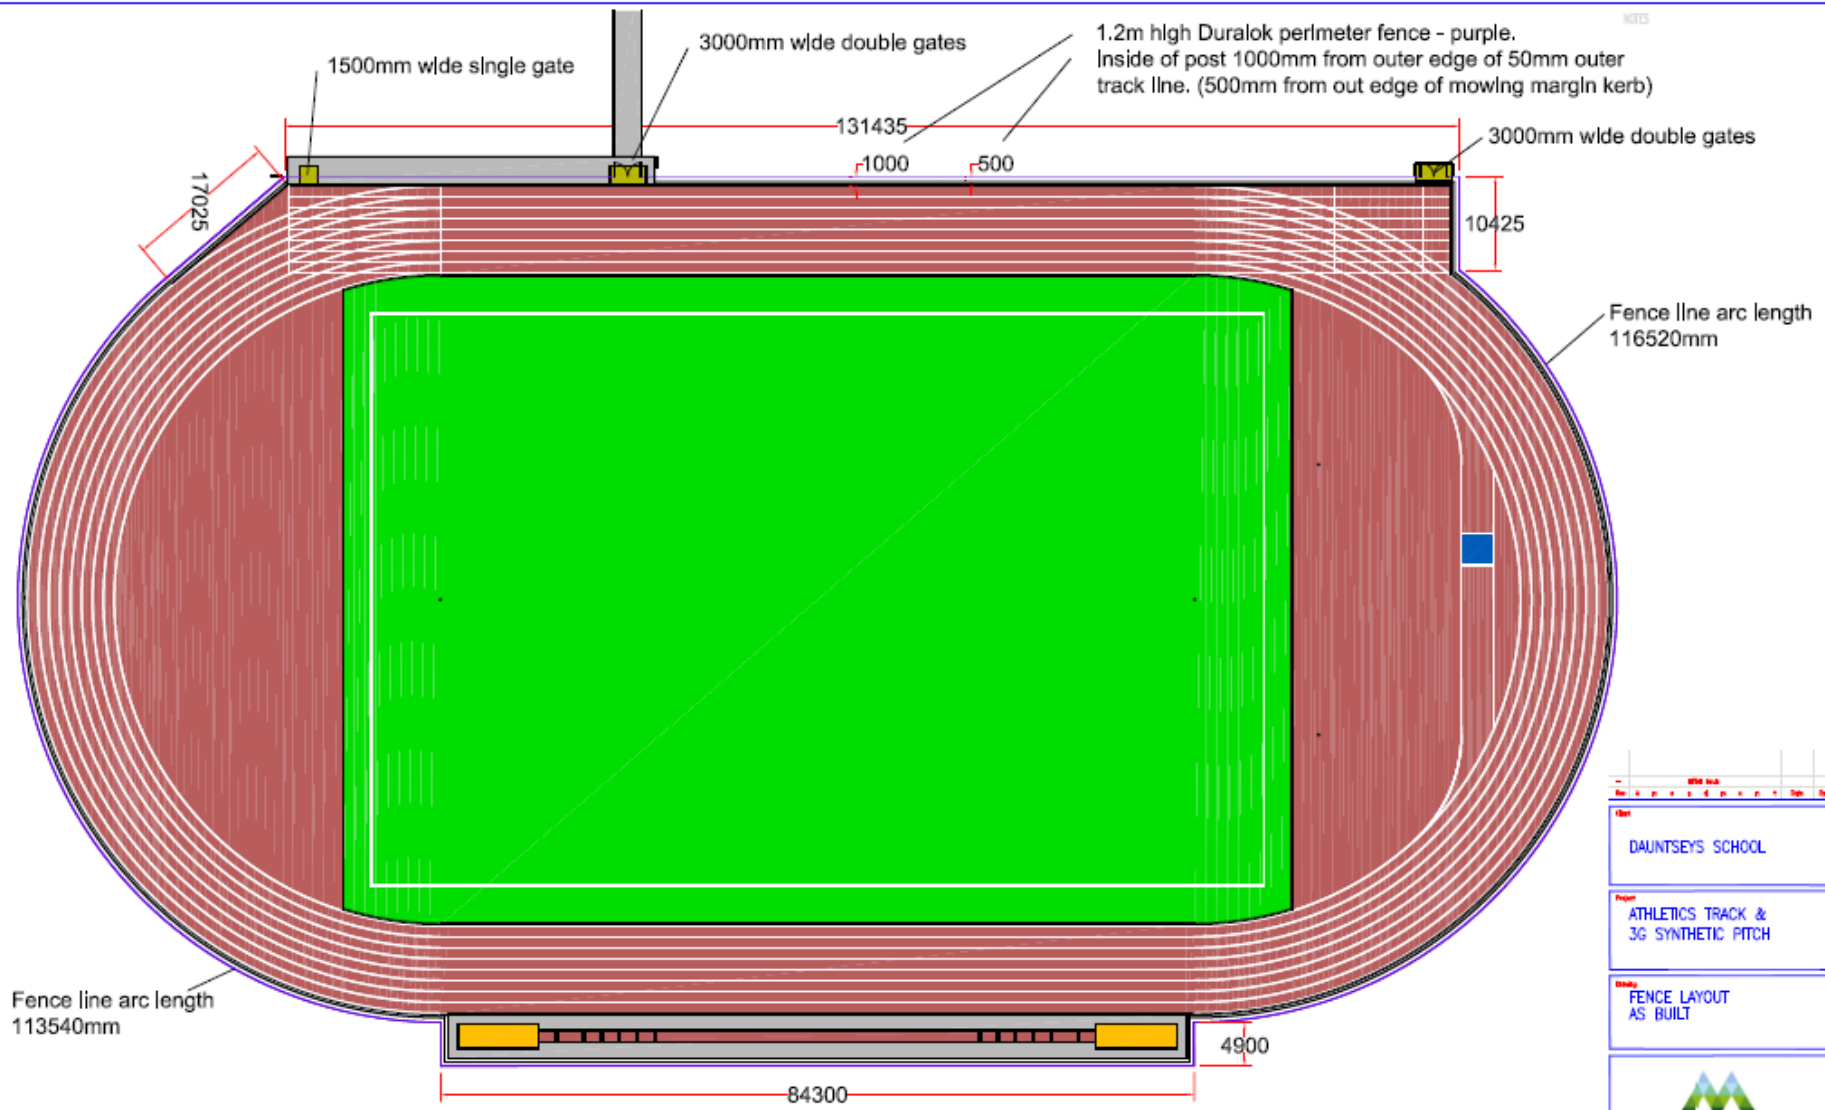 NOTES
1.2m high Duralok perimeter fence - purple.
Inside of post 1000mm from outer edge of 50mm outer
track line. (500mm from out edge of mowing margin kerb)
3000mm wide double gates
1500mm wide single gate
131435
3000mm wide double gates
1000
500
17025
10425
Fence line arc length
116520mm
DAUNTSEYS SCHOOL
ATHLETICS TRACK &
3G SYNTHETIC PITCH
Fence line arc length
113540mm
FENCE LAYOUT
AS BUILT
4900
84300